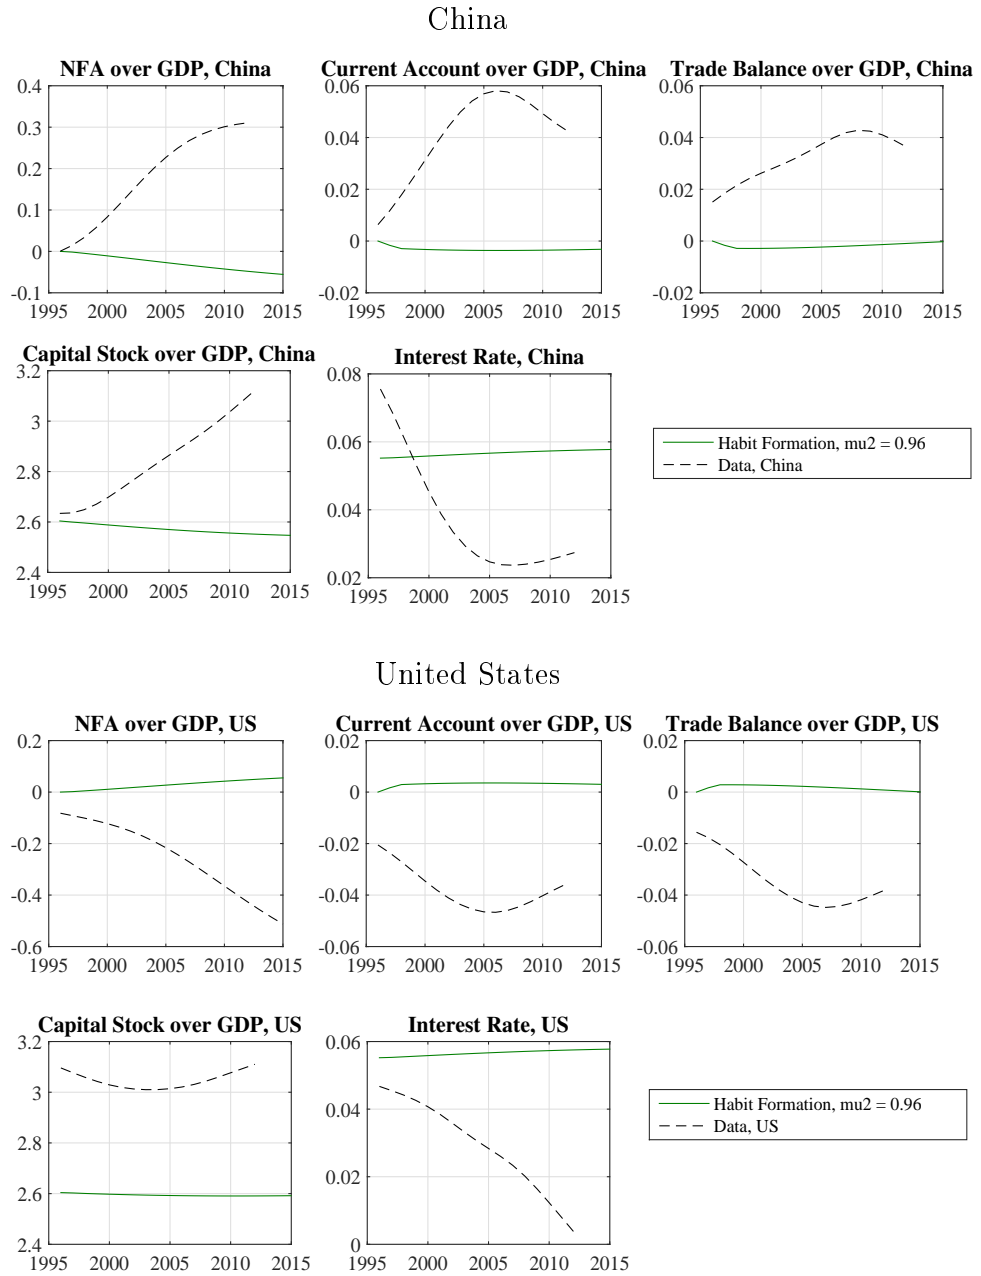 China
NFA over GDP, China
0.4
0.3
0.2
0.1
0
-0.1
1995 2000 2005 2010 2015
Current Account over GDP, China
0.06
0.04
0.02
0
-0.02
1995 2000 2005 2010 2015
Trade Balance over GDP, China
0.06
0.04
0.02
0
-0.02
1995 2000 2005 2010 2015
Capital Stock over GDP, China
3.2
3
2.8
2.6
2.4
1995 2000 2005 2010 2015
Interest Rate, China
0.08
0.06
0.04
0.02
1995 2000 2005 2010 2015
Habit Formation, mu2 = 0.96
Data, China
United States
NFA over GDP, US
0.2
0
-0.2
-0.4
-0.6
1995 2000 2005 2010 2015
Current Account over GDP, US
0.02
0
-0.02
-0.04
-0.06
1995 2000 2005 2010 2015
Trade Balance over GDP, US
0.02
0
-0.02
-0.04
-0.06
1995 2000 2005 2010 2015
Capital Stock over GDP, US
3.2
3
2.8
2.6
2.4
1995 2000 2005 2010 2015
Interest Rate, US
0.06
0.04
0.02
0
1995 2000 2005 2010 2015
Habit Formation, mu2 = 0.96
Data, US